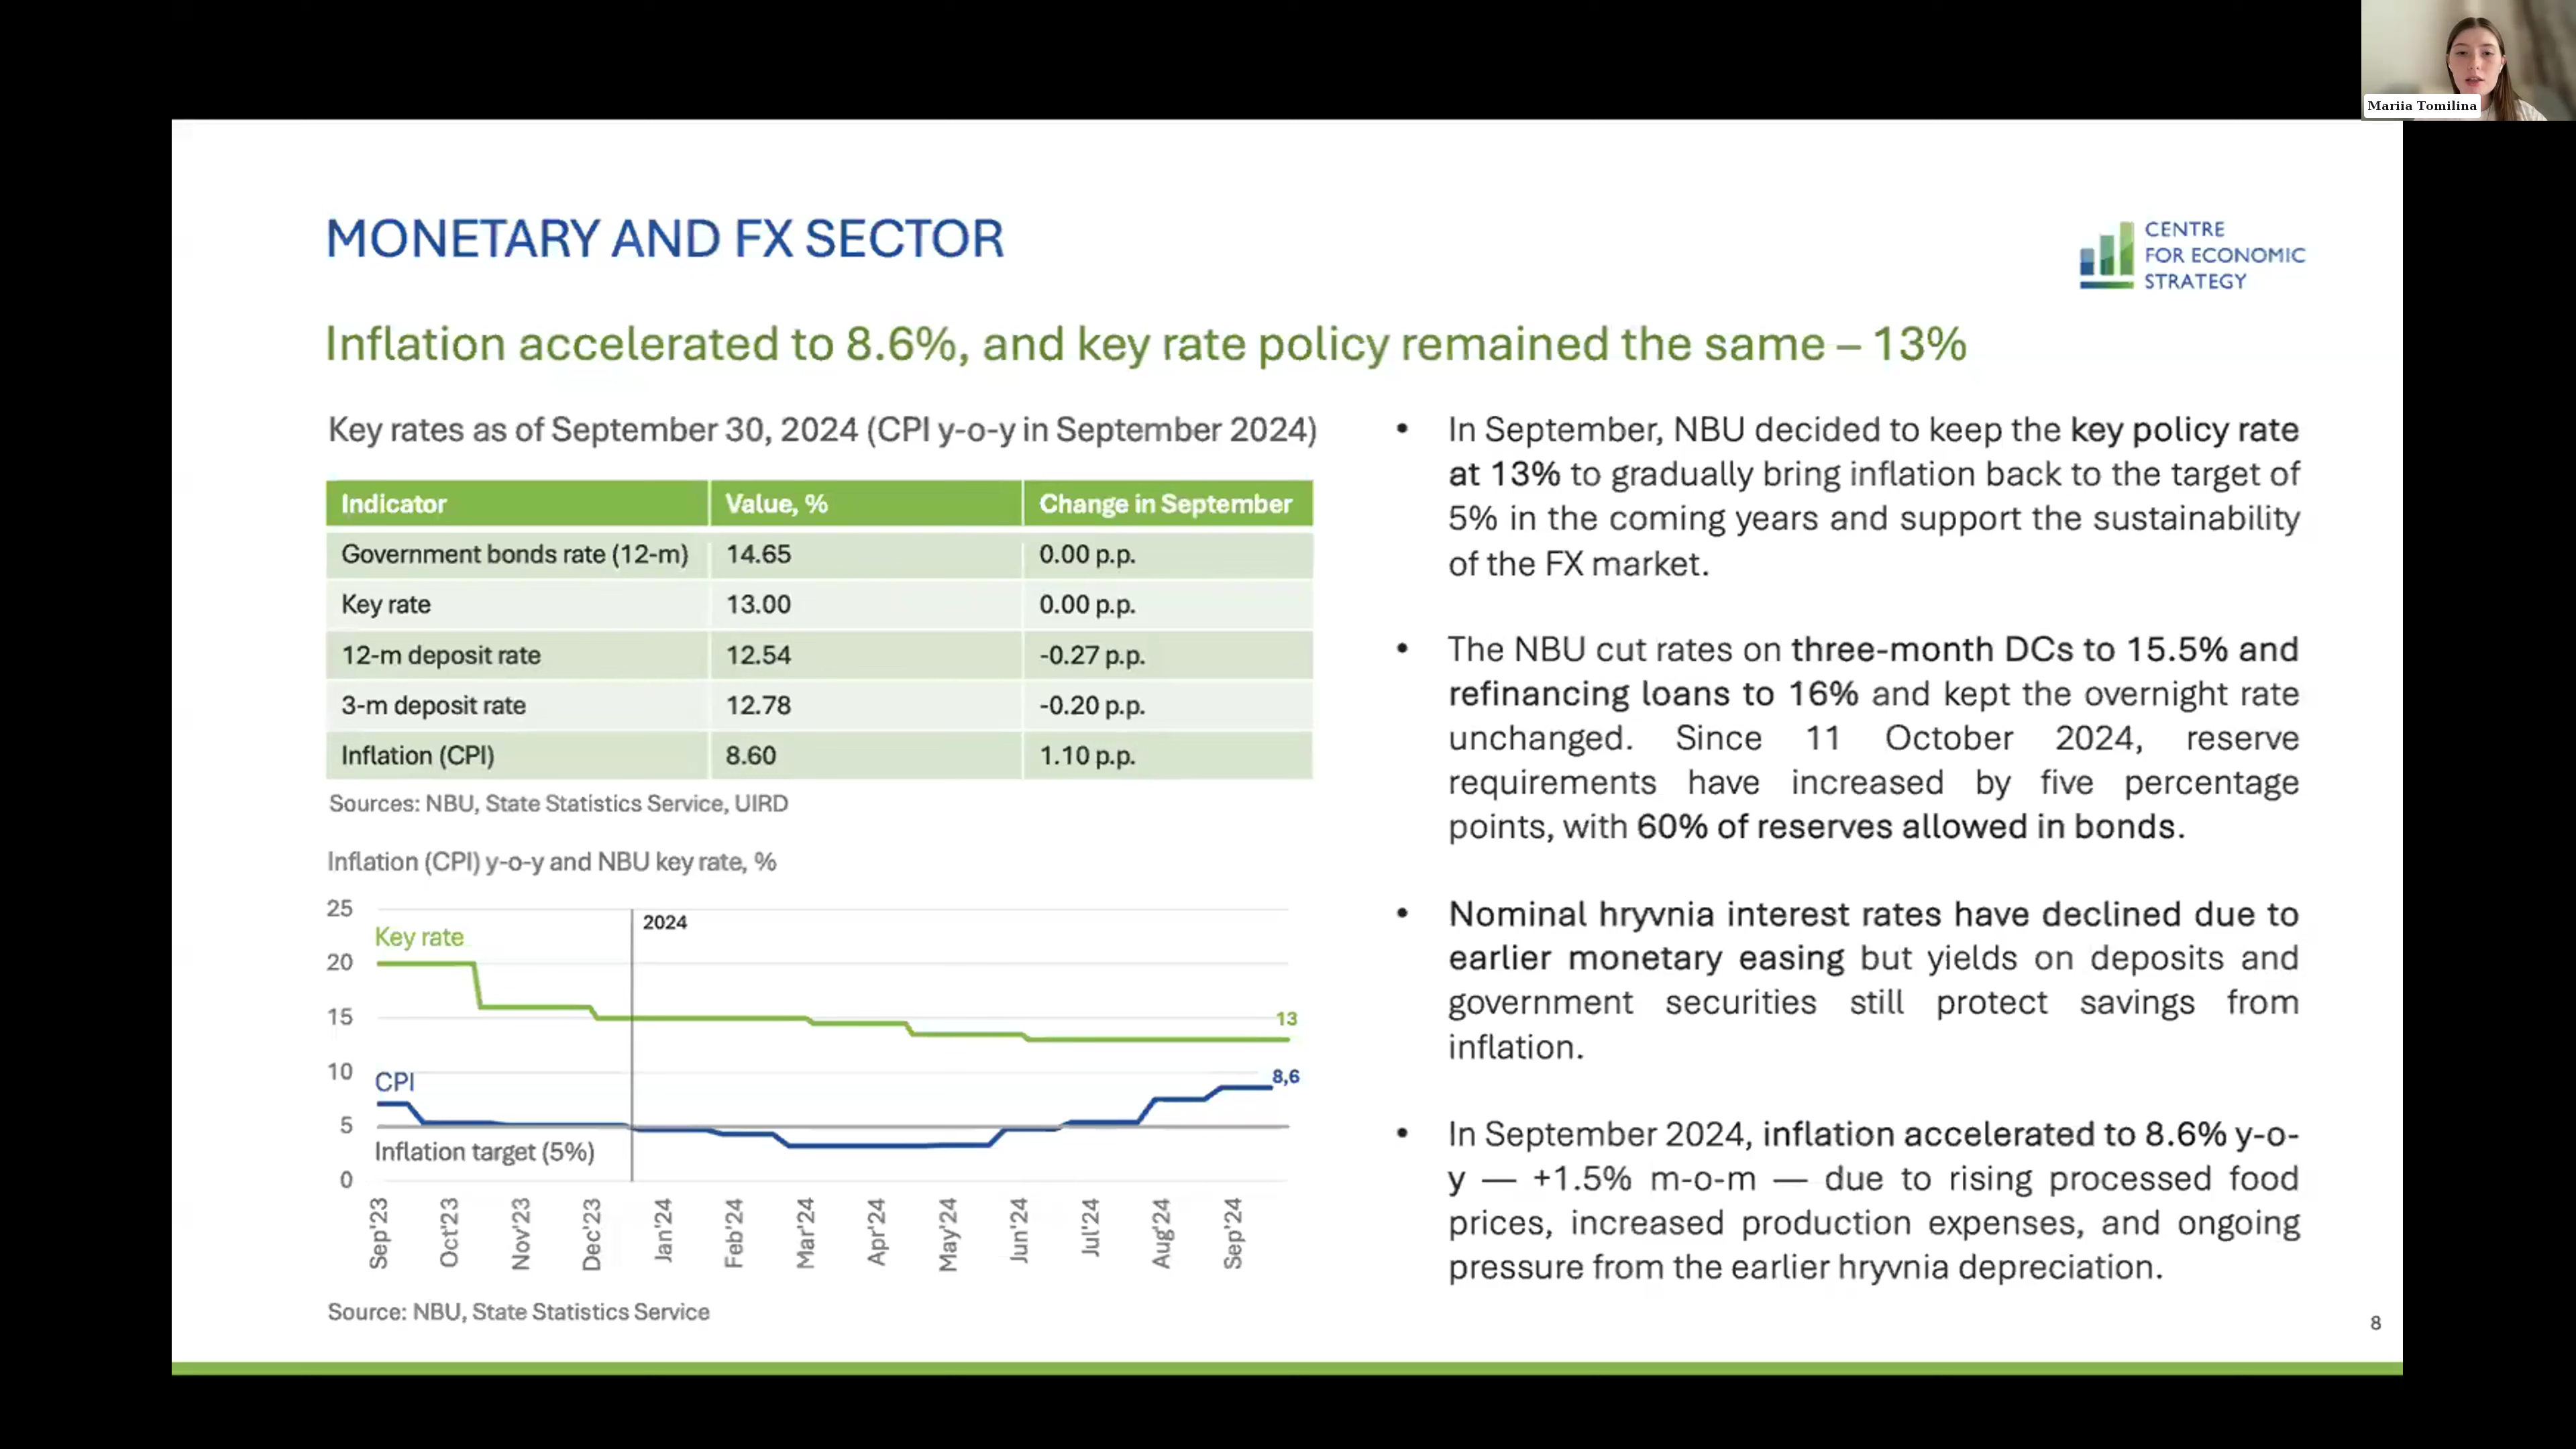 Mariia Tomilina
MONETARY AND FX SECTOR
CENTRE
FOR ECONOMIC
STRATEGY
Inflation accelerated to 8.6%, and key rate policy remained the same – 13%
Key rates as of September 30, 2024 (CPI y-o-y in September 2024)
Indicator Value, % Change in September
Government bonds rate (12-m) 14.65 0.00 p.p.
Key rate 13.00 0.00 p.p.
12-m deposit rate 12.54 -0.27 p.p.
3-m deposit rate 12.78 -0.20 p.p.
Inflation (CPI) 8.60 1.10 p.p.
Sources: NBU, State Statistics Service, UIRD
Inflation (CPI) y-o-y and NBU key rate, %
25
2024
Key rate
20
15
13
10
CPI
8,6
5
Inflation target (5%)
0
Sep'23 Oct'23 Nov'23 Dec'23 Jan'24 Feb'24 Mar'24 Apr'24 May'24 Jun'24 Jul'24 Aug'24 Sep'24
Source: NBU, State Statistics Service
• In September, NBU decided to keep the key policy rate
at 13% to gradually bring inflation back to the target of
5% in the coming years and support the sustainability
of the FX market.
• The NBU cut rates on three-month DCs to 15.5% and
refinancing loans to 16% and kept the overnight rate
unchanged. Since 11 October 2024, reserve
requirements have increased by five percentage
points, with 60% of reserves allowed in bonds.
• Nominal hryvnia interest rates have declined due to
earlier monetary easing but yields on deposits and
government securities still protect savings from
inflation.
• In September 2024, inflation accelerated to 8.6% y-o-
y — +1.5% m-o-m — due to rising processed food
prices, increased production expenses, and ongoing
pressure from the earlier hryvnia depreciation.
8